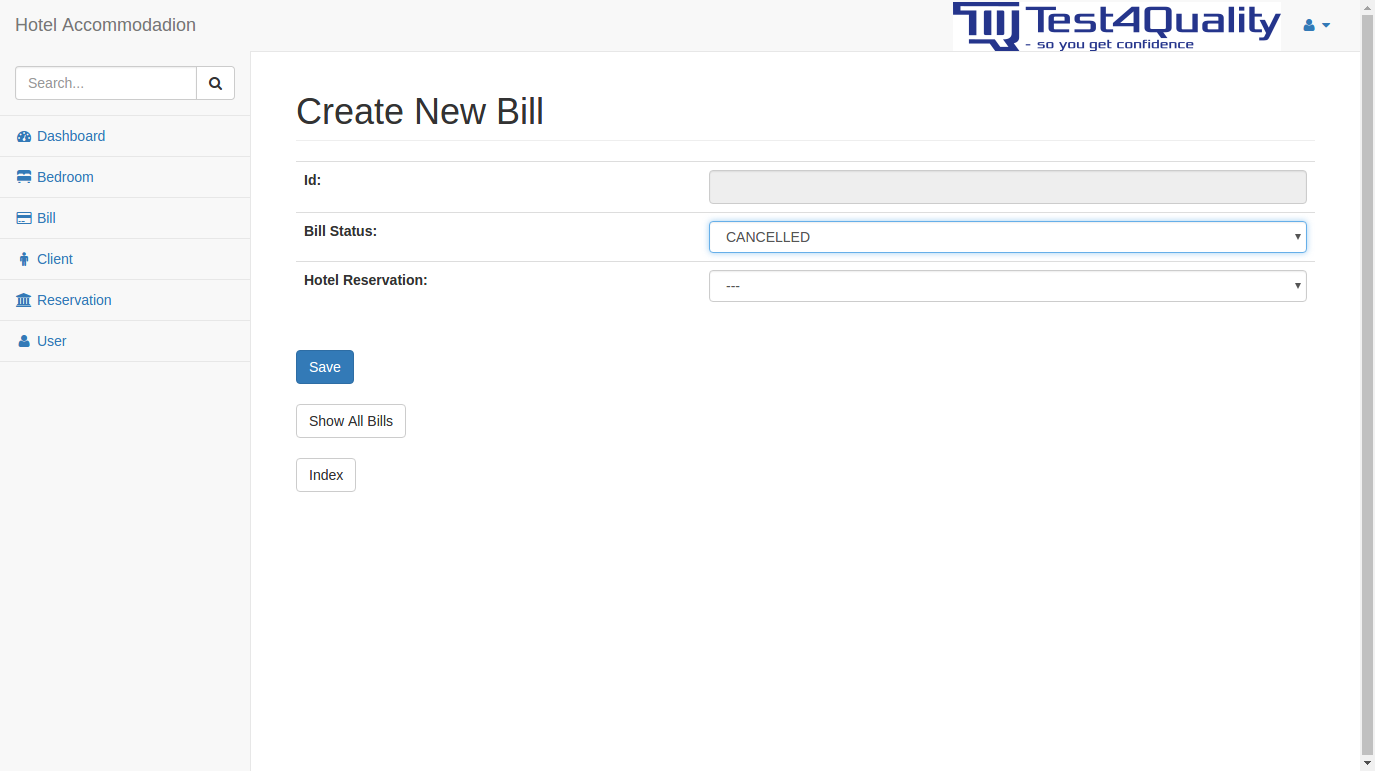 Hotel Accommodadion
Test4Quality
- so you get confidence
Search...
Dashboard
Bedroom
Bill
Client
Reservation
User
Create New Bill
Id:
Bill Status:
CANCELLED
Hotel Reservation:
---
Save
Show All Bills
Index